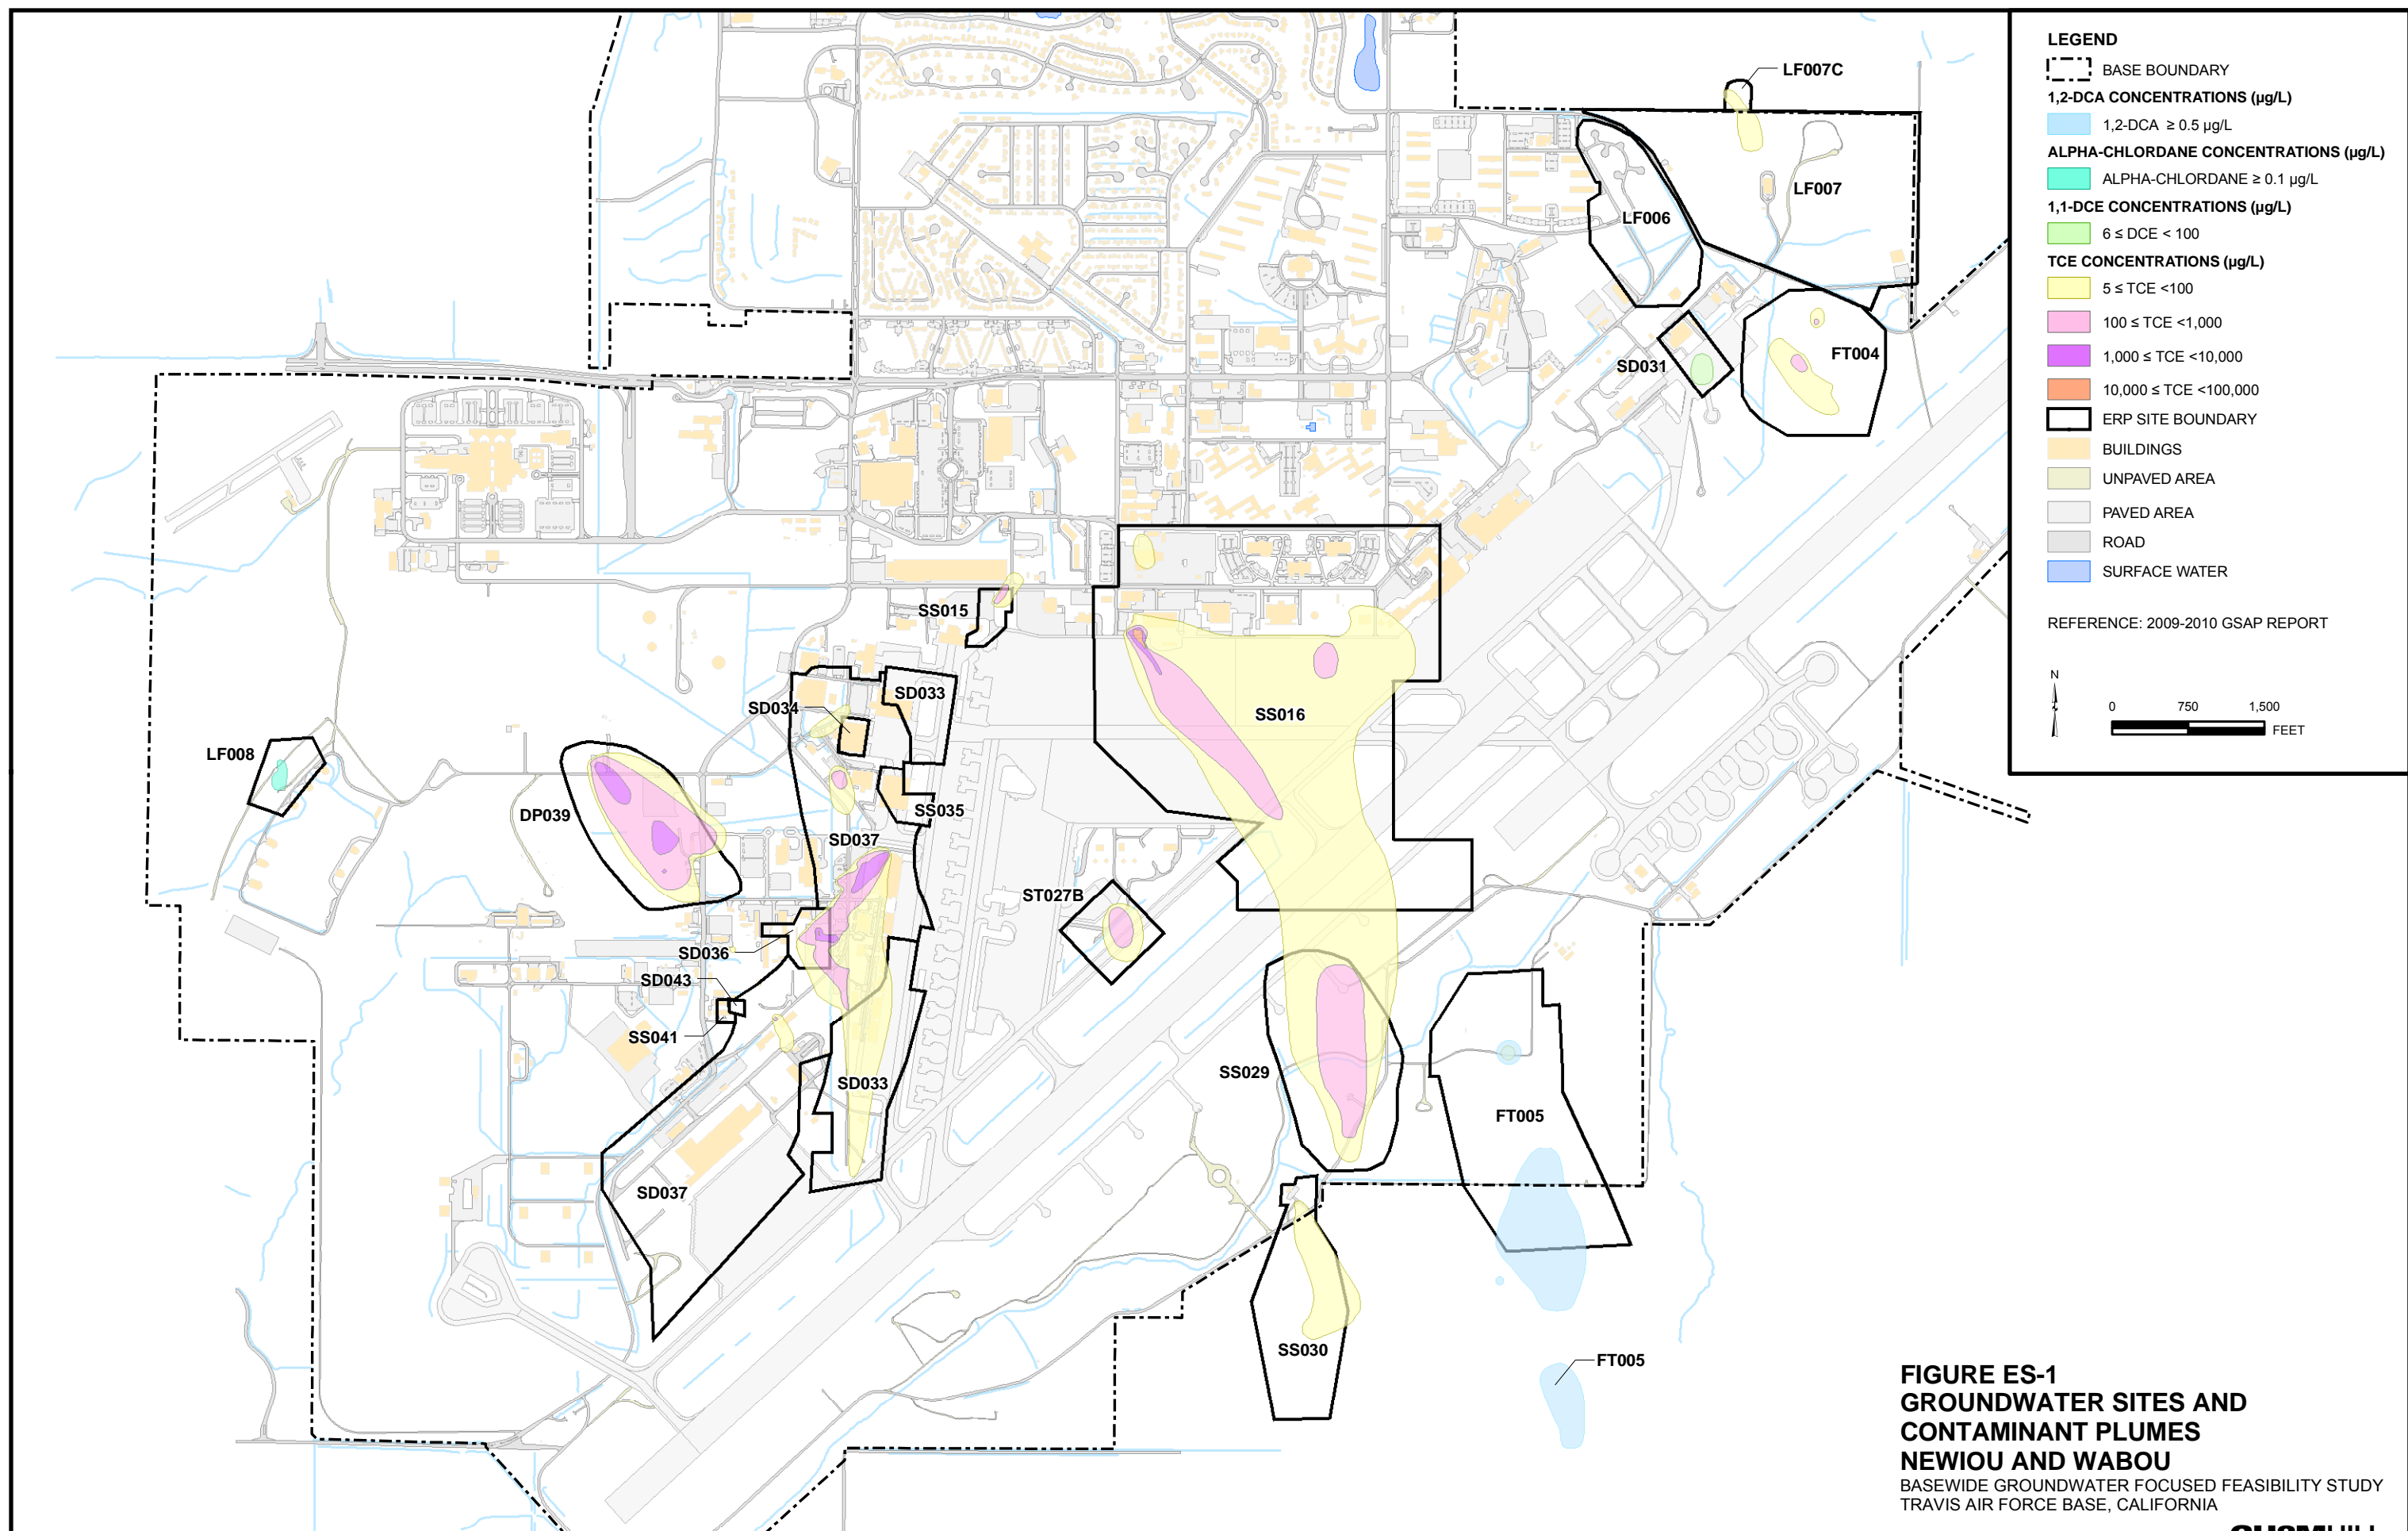 LEGEND
BASE BOUNDARY
1,2-DCA CONCENTRATIONS (µg/L)
1,2-DCA ≥ 0.5 µg/L
ALPHA-CHLORDANE CONCENTRATIONS (µg/L)
ALPHA-CHLORDANE ≥ 0.1 µg/L
1,1-DCE CONCENTRATIONS (µg/L)
6 ≤ DCE < 100
TCE CONCENTRATIONS (µg/L)
5 ≤ TCE <100
100 ≤ TCE <1,000
1,000 ≤ TCE <10,000
10,000 ≤ TCE <100,000
ERP SITE BOUNDARY
BUILDINGS
UNPAVED AREA
PAVED AREA
ROAD
SURFACE WATER
REFERENCE: 2009-2010 GSAP REPORT
N
0 750 1,500
FEET
LF007C
LF007
LF006
SD031
FT004
SS015
SD033
SD034
SS016
LF008
DP039
SS035
SD037
ST027B
SD036
SD043
SS041
SS029
SD033
FT005
SD037
SS030
FT005
FIGURE ES-1
GROUNDWATER SITES AND
CONTAMINANT PLUMES
NEWIOU AND WABOU
BASEWIDE GROUNDWATER FOCUSED FEASIBILITY STUDY
TRAVIS AIR FORCE BASE, CALIFORNIA